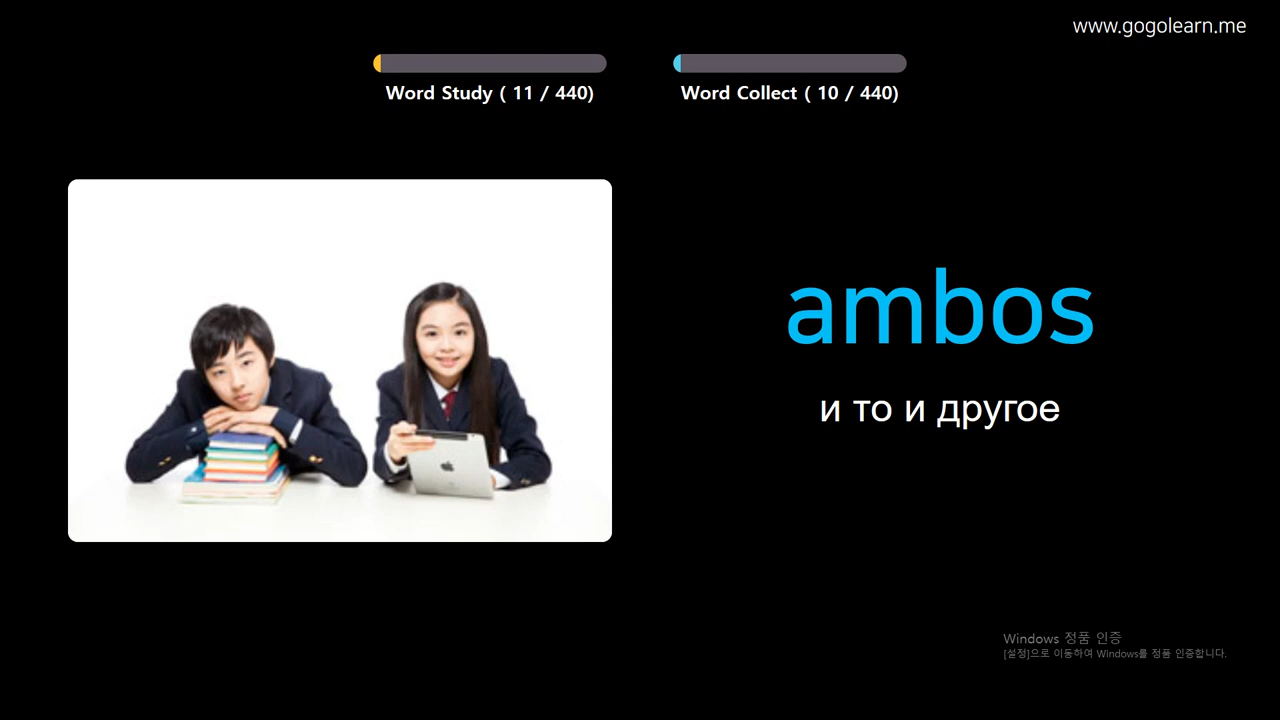 www.gogolearn.me
Word Study ( 11 / 440)
Word Collect ( 10 / 440)
ambos
и то и другое
Windows 정품 인증
[설정]으로 이동하여 Windows를 정품 인증합니다.